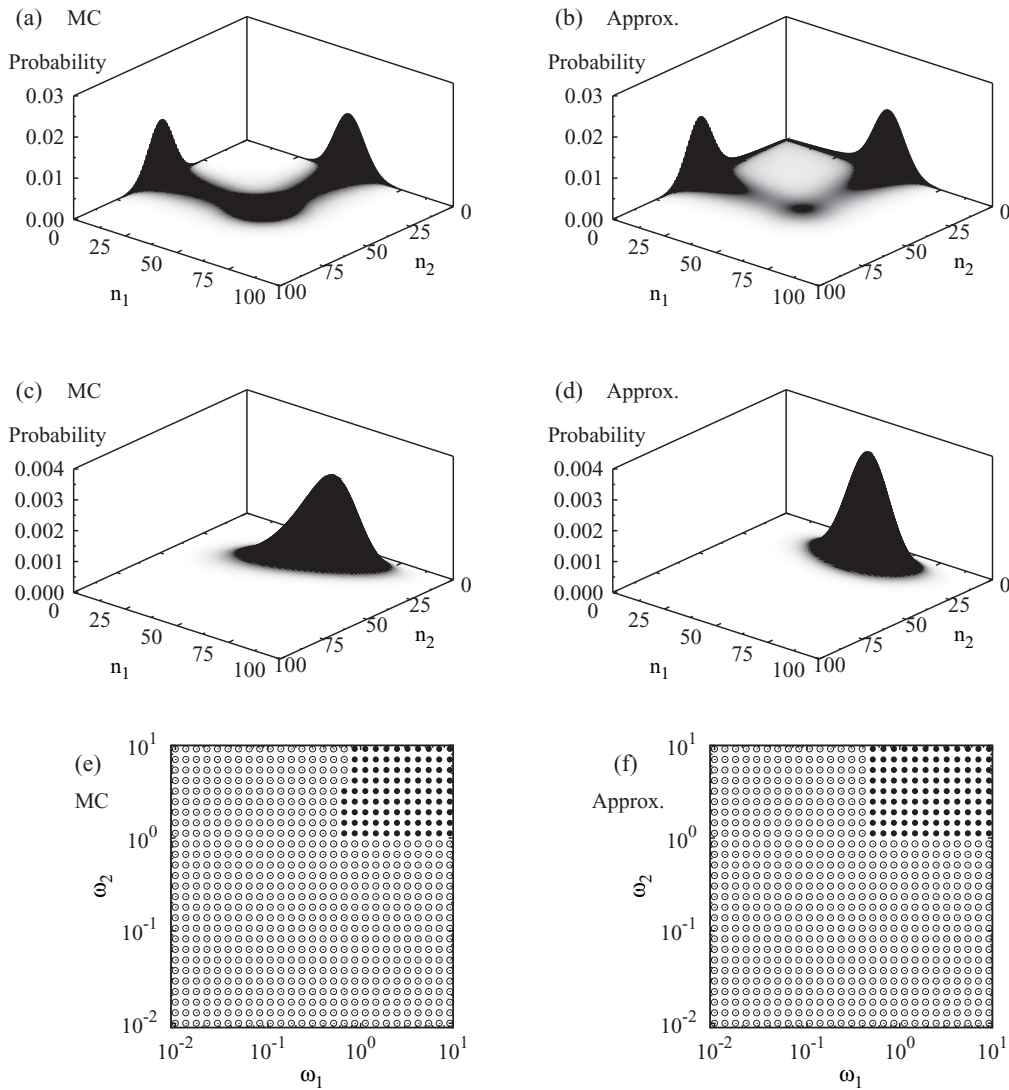 (a) MC
Probability
0.03
0.02
0.01
0.00
0
25
50
75
100
n1
100
75
50
25
0
n2
(b) Approx.
Probability
0.03
0.02
0.01
0.00
0
25
50
75
100
n1
100
75
50
25
0
n2
(c) MC
Probability
0.004
0.003
0.002
0.001
0.000
0
25
50
75
100
n1
100
75
50
25
0
n2
(d) Approx.
Probability
0.004
0.003
0.002
0.001
0.000
0
25
50
75
100
n1
100
75
50
25
0
n2
(e)
MC
10^1
10^0
10^-1
10^-2
ω2
10^-2 10^-1 10^0 10^1
ω1
(f)
Approx.
10^1
10^0
10^-1
10^-2
ω2
10^-2 10^-1 10^0 10^1
ω1